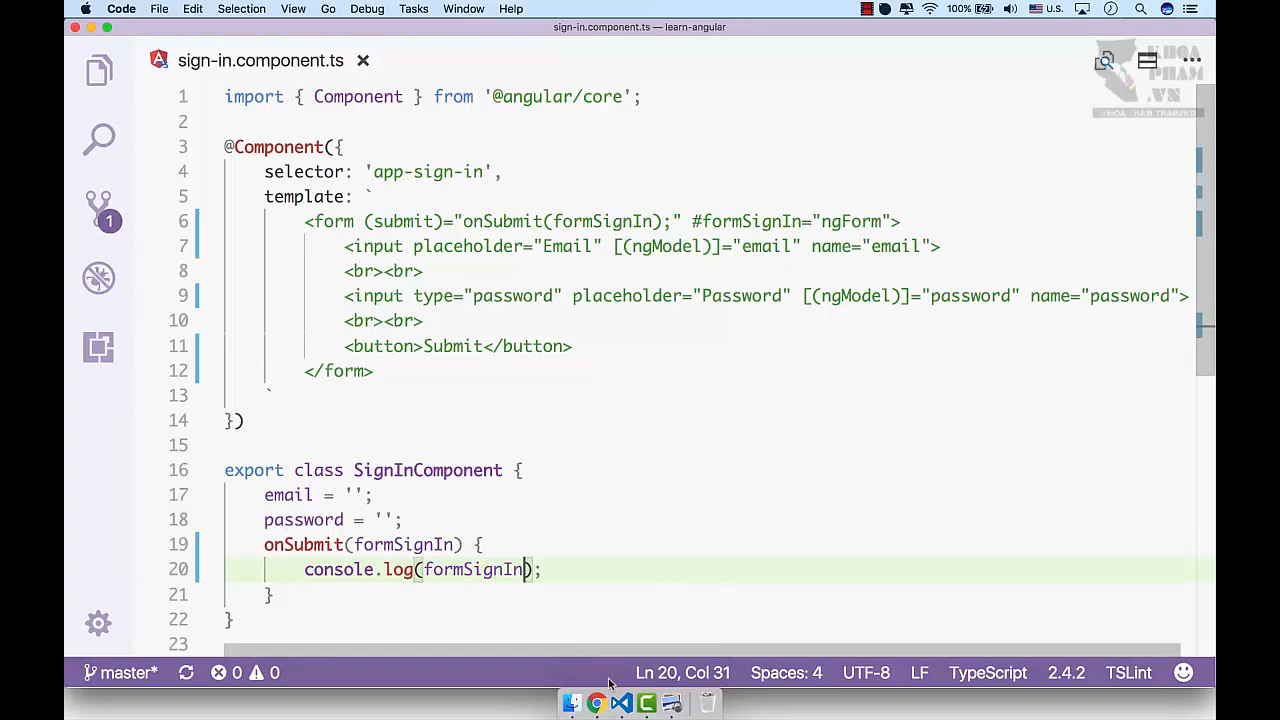 Code File Edit Selection View Go Debug Tasks Window Help 100% U.S.
sign-in.component.ts — learn-angular
sign-in.component.ts
KHOA
PHAM
.VN
1 import { Component } from '@angular/core';
2
3 @Component({
4 selector: 'app-sign-in',
5 template: `
6 <form (submit)="onSubmit(formSignIn);" #formSignIn="ngForm">
7 <input placeholder="Email" [(ngModel)]="email" name="email">
8 <br><br>
9 <input type="password" placeholder="Password" [(ngModel)]="password" name="password">
10 <br><br>
11 <button>Submit</button>
12 </form>
13 `
14 })
15
16 export class SignInComponent {
17 email = '';
18 password = '';
19 onSubmit(formSignIn) {
20 console.log(formSignIn);
21 }
22 }
23
1
master* 0 0 Ln 20, Col 31 Spaces: 4 UTF-8 LF TypeScript 2.4.2 TSLint